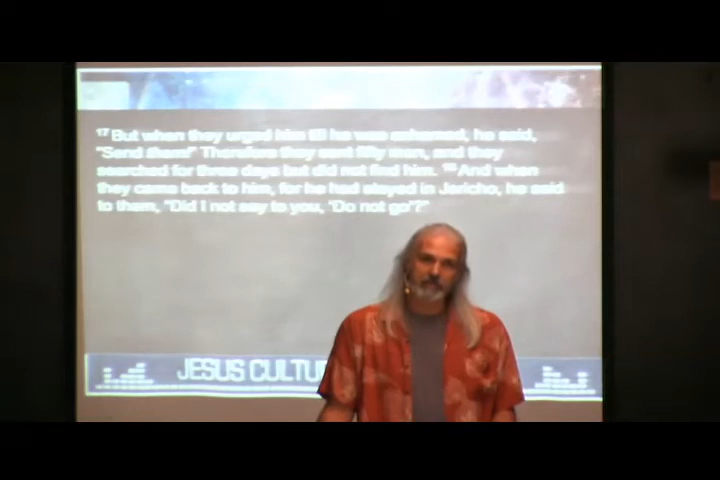 17 But when they urged him till he was ashamed, he said,
"Send them!" Therefore they sent fifty men, and they
searched for three days but did not find him. 18 And when
they came back to him, for he had stayed in Jericho, he said
to them, "Did I not say to you, 'Do not go'?"
JESUS CULTU